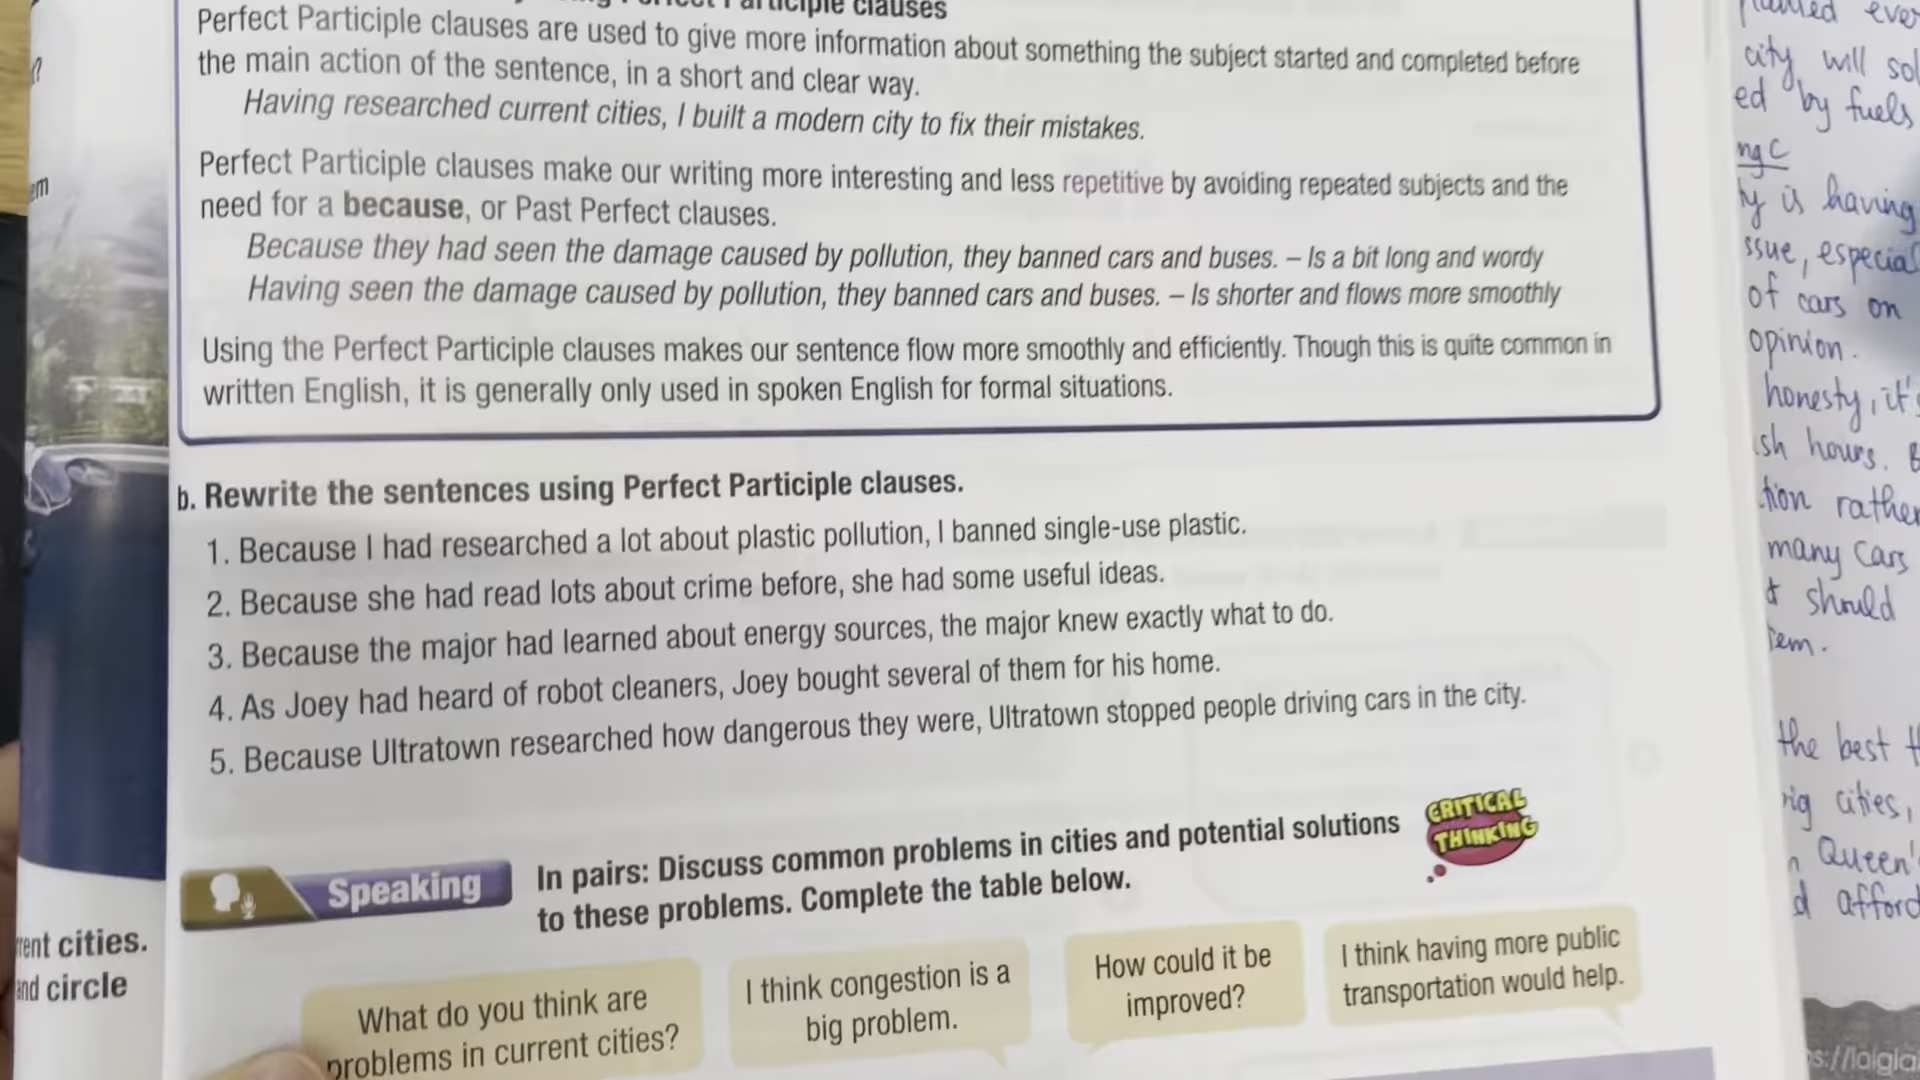 Perfect Participle clauses
Perfect Participle clauses are used to give more information about something the subject started and completed before
the main action of the sentence, in a short and clear way.
Having researched current cities, I built a modern city to fix their mistakes.
Perfect Participle clauses make our writing more interesting and less repetitive by avoiding repeated subjects and the
need for a because, or Past Perfect clauses.
Because they had seen the damage caused by pollution, they banned cars and buses. – Is a bit long and wordy
Having seen the damage caused by pollution, they banned cars and buses. – Is shorter and flows more smoothly
Using the Perfect Participle clauses makes our sentence flow more smoothly and efficiently. Though this is quite common in
written English, it is generally only used in spoken English for formal situations.
b. Rewrite the sentences using Perfect Participle clauses.
1. Because I had researched a lot about plastic pollution, I banned single-use plastic.
2. Because she had read lots about crime before, she had some useful ideas.
3. Because the major had learned about energy sources, the major knew exactly what to do.
4. As Joey had heard of robot cleaners, Joey bought several of them for his home.
5. Because Ultratown researched how dangerous they were, Ultratown stopped people driving cars in the city.
Speaking
In pairs: Discuss common problems in cities and potential solutions
to these problems. Complete the table below.
CRITICAL
THINKING
What do you think are
problems in current cities?
I think congestion is a
big problem.
How could it be
improved?
I think having more public
transportation would help.
cities.
circle
city will
ed by fuels
is having
of cars on
opinion.
honesty, it's
hours.
rather
many cars
should
the best
cities,
Queen's